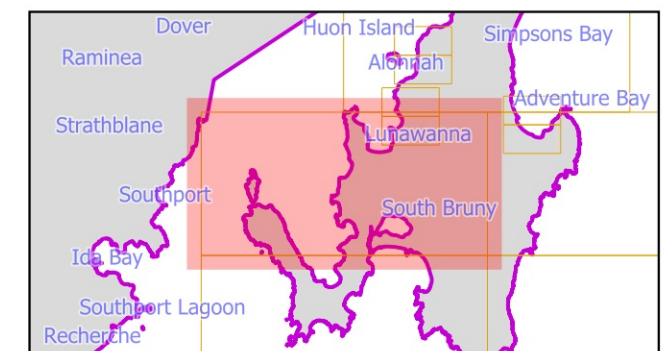 Dover
Huon Island
Simpsons Bay
Raminea
Alonnah
Adventure Bay
Strathblane
Lunawanna
Southport
South Bruny
Ida Bay
Southport Lagoon
Recherche